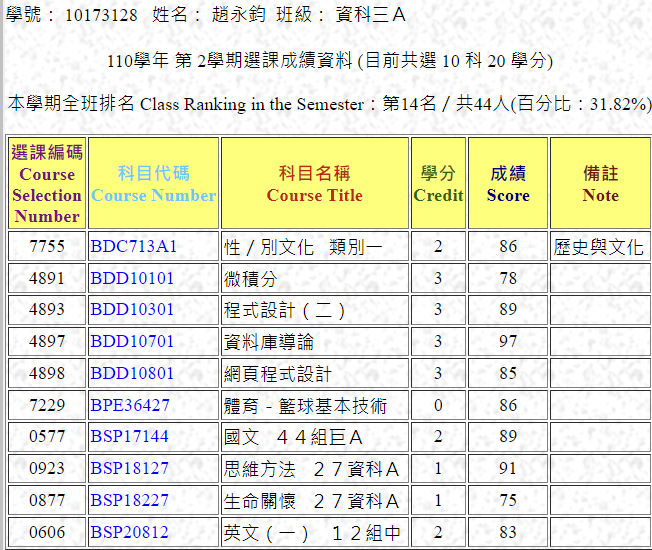 學號： 10173128 姓名： 趙永鈞 班級： 資科三Ａ
110學年 第 2學期選課成績資料 (目前共選 10 科 20 學分)
本學期全班排名 Class Ranking in the Semester：第14名 / 共44人(百分比：31.82%)
選課編碼 Course Selection Number 科目代碼 Course Number 科目名稱 Course Title 學分 Credit 成績 Score 備註 Note
7755 BDC713A1 性／別文化 類別一 2 86 歷史與文化
4891 BDD10101 微積分 3 78
4893 BDD10301 程式設計（二） 3 89
4897 BDD10701 資料庫導論 3 97
4898 BDD10801 網頁程式設計 3 85
7229 BPE36427 體育－籃球基本技術 0 86
0577 BSP17144 國文 ４４組巨Ａ 2 89
0923 BSP18127 思維方法 ２７資科Ａ 1 91
0877 BSP18227 生命關懷 ２７資科Ａ 1 75
0606 BSP20812 英文（一） １２組中 2 83